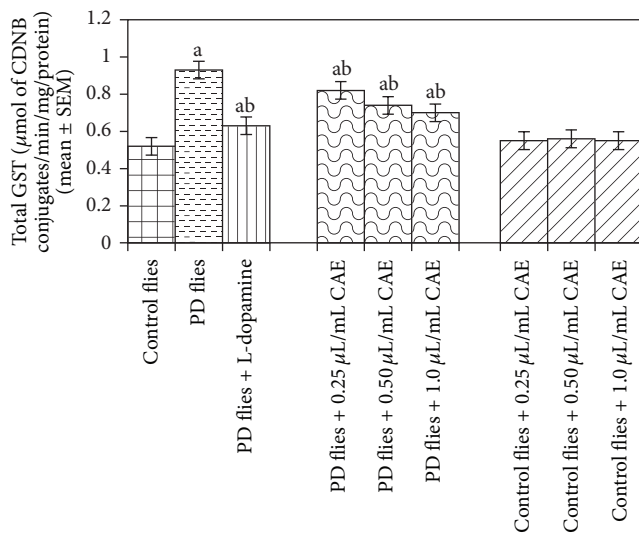 Total GST (μmol of CDNB
conjugates/min/mg/protein)
(mean ± SEM)
1.2
1
0.8
0.6
0.4
0.2
0
a
ab
ab
ab
ab
Control flies
PD flies
PD flies + L-dopamine
PD flies + 0.25 μL/mL CAE
PD flies + 0.50 μL/mL CAE
PD flies + 1.0 μL/mL CAE
Control flies + 0.25 μL/mL CAE
Control flies + 0.50 μL/mL CAE
Control flies + 1.0 μL/mL CAE